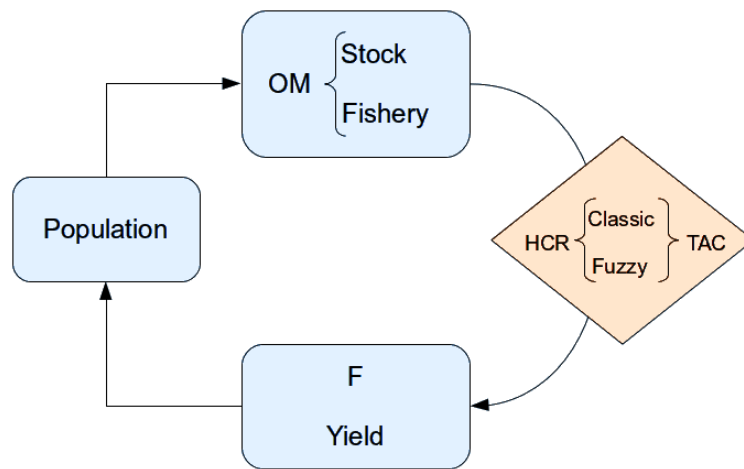 Stock
OM
Fishery
Population
Classic
HCR
TAC
Fuzzy
F
Yield